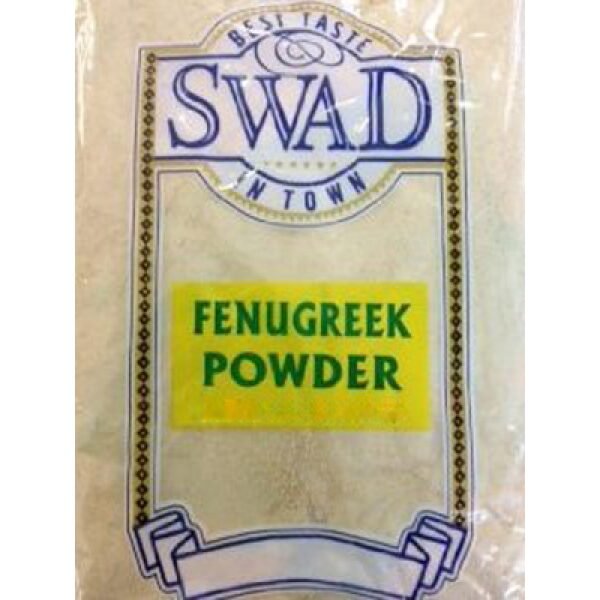 BEST TASTE
SWAD
IN TOWN
FENUGREEK
POWDER